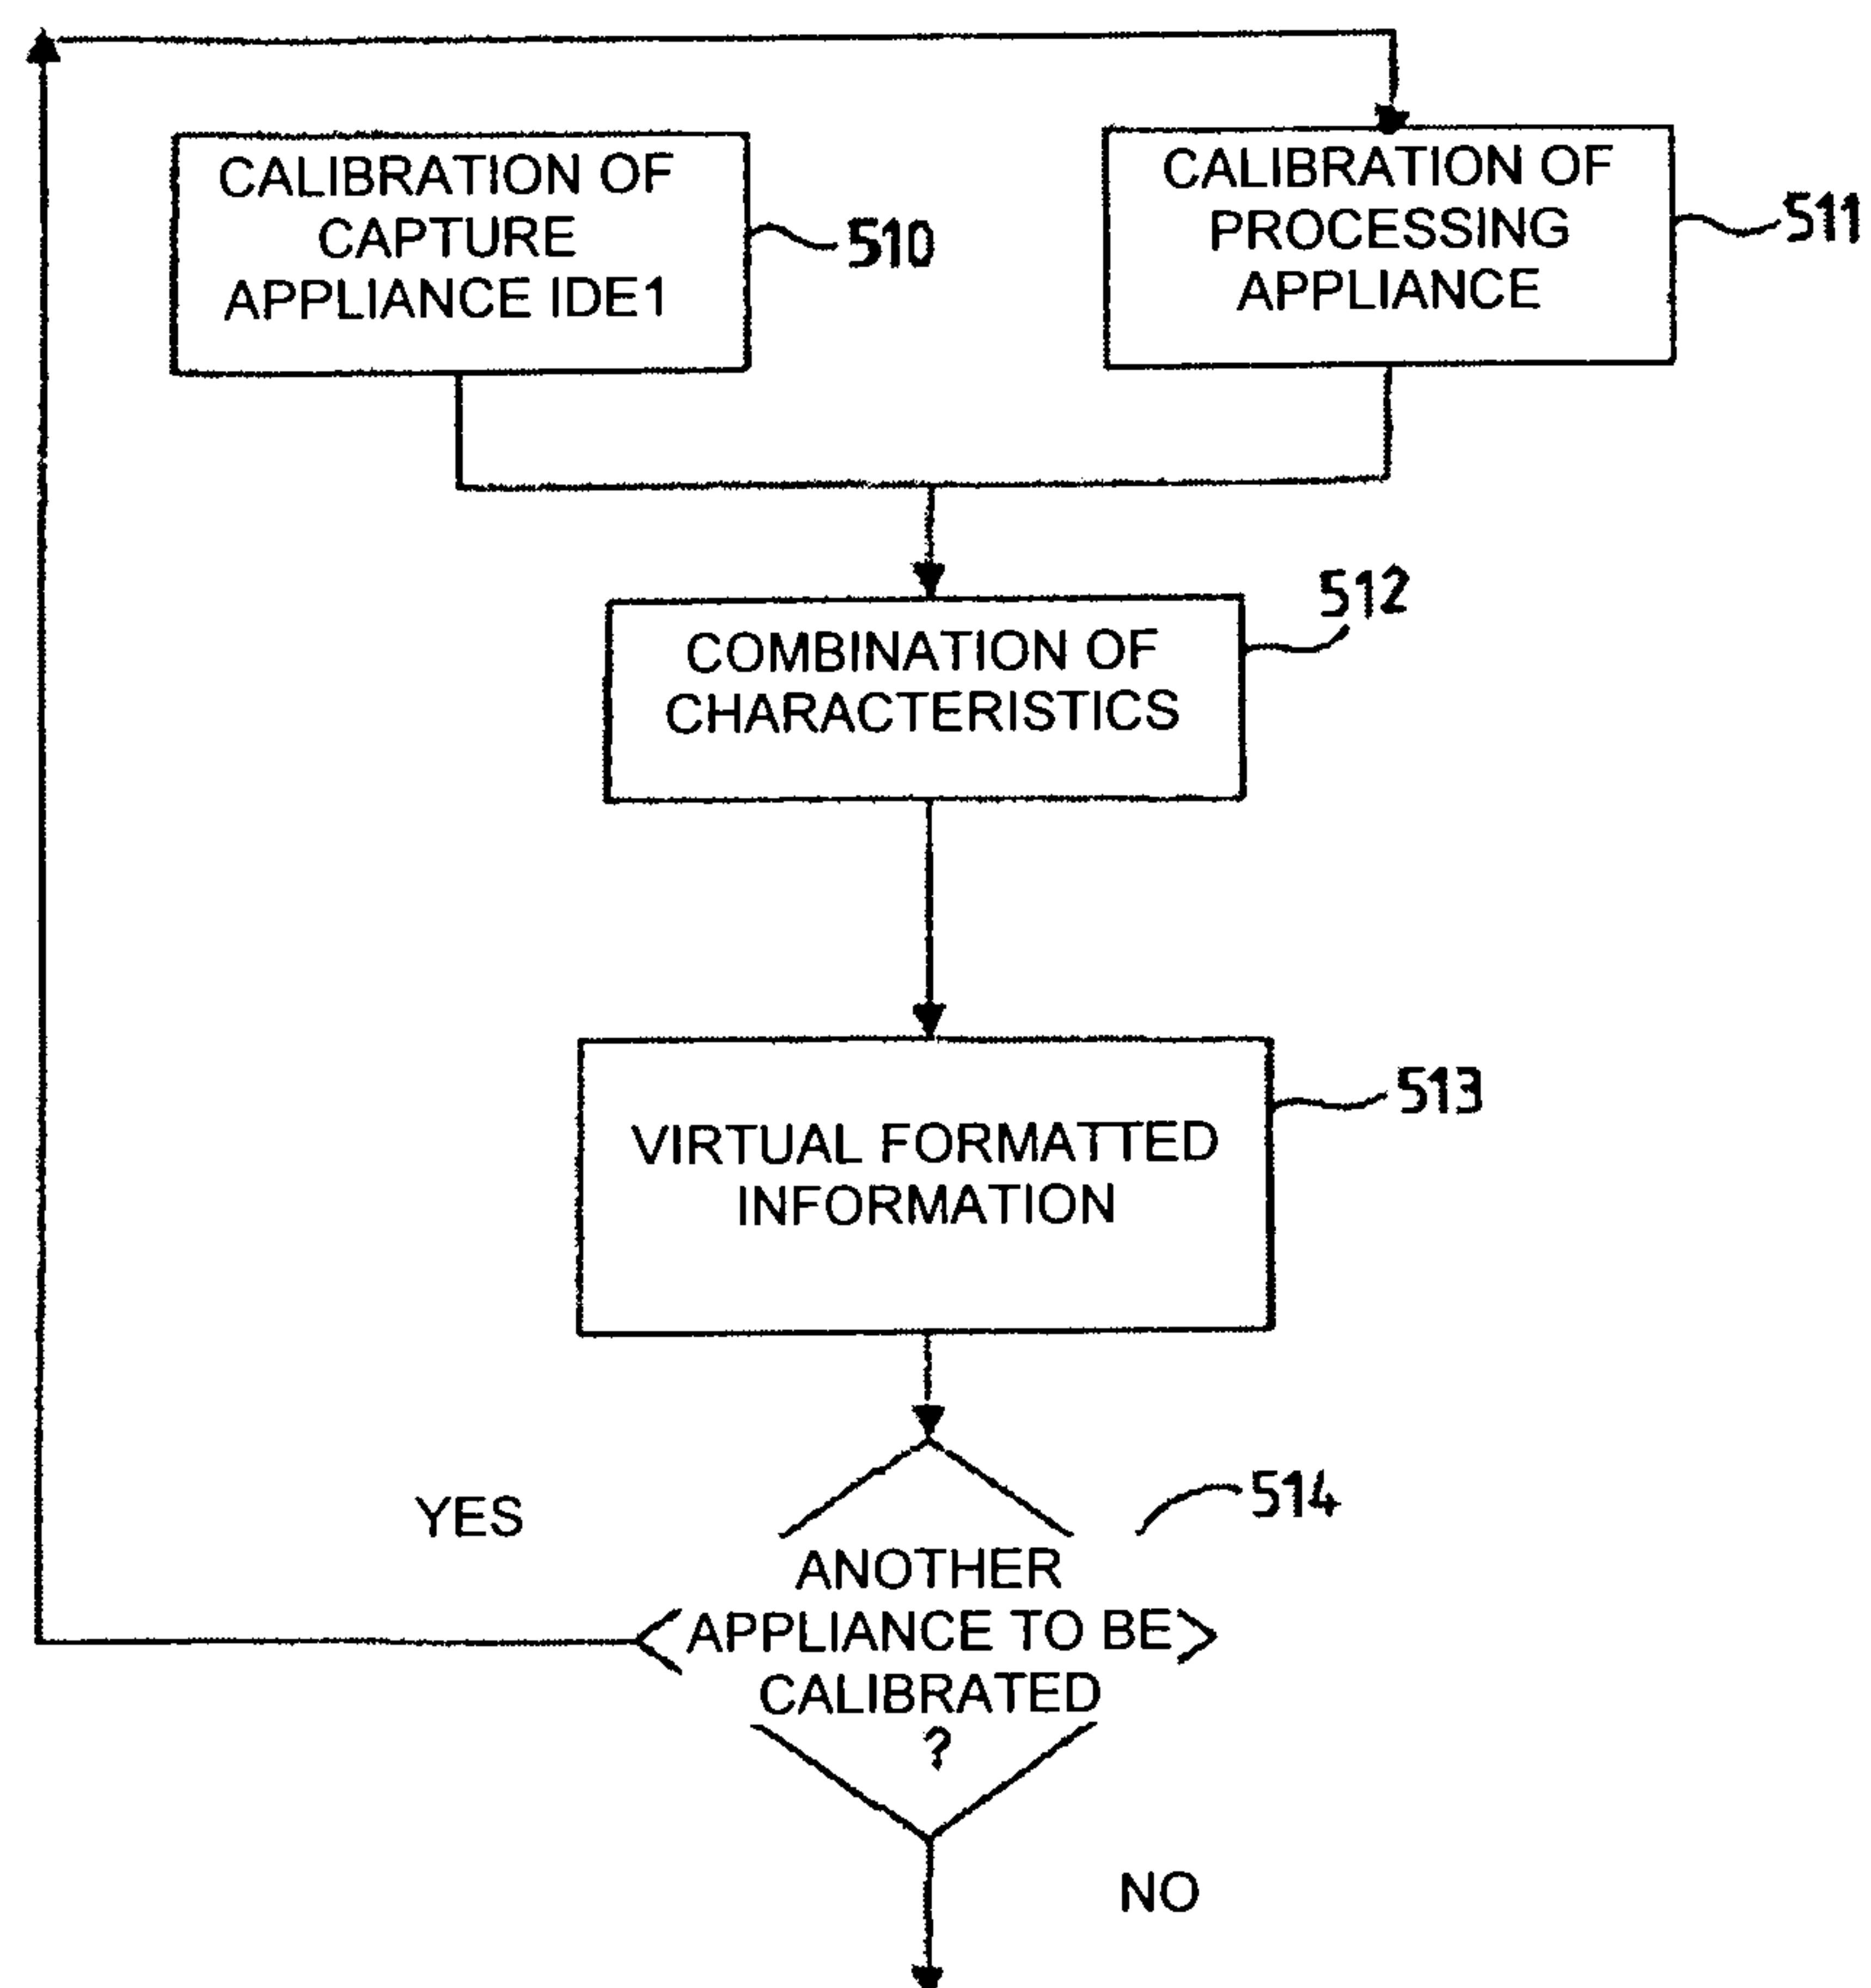 CALIBRATION OF
CAPTURE
APPLIANCE IDE1
510
CALIBRATION OF
PROCESSING
APPLIANCE
511
512
COMBINATION OF
CHARACTERISTICS
513
VIRTUAL FORMATTED
INFORMATION
YES
514
ANOTHER
APPLIANCE TO BE
CALIBRATED
?
NO